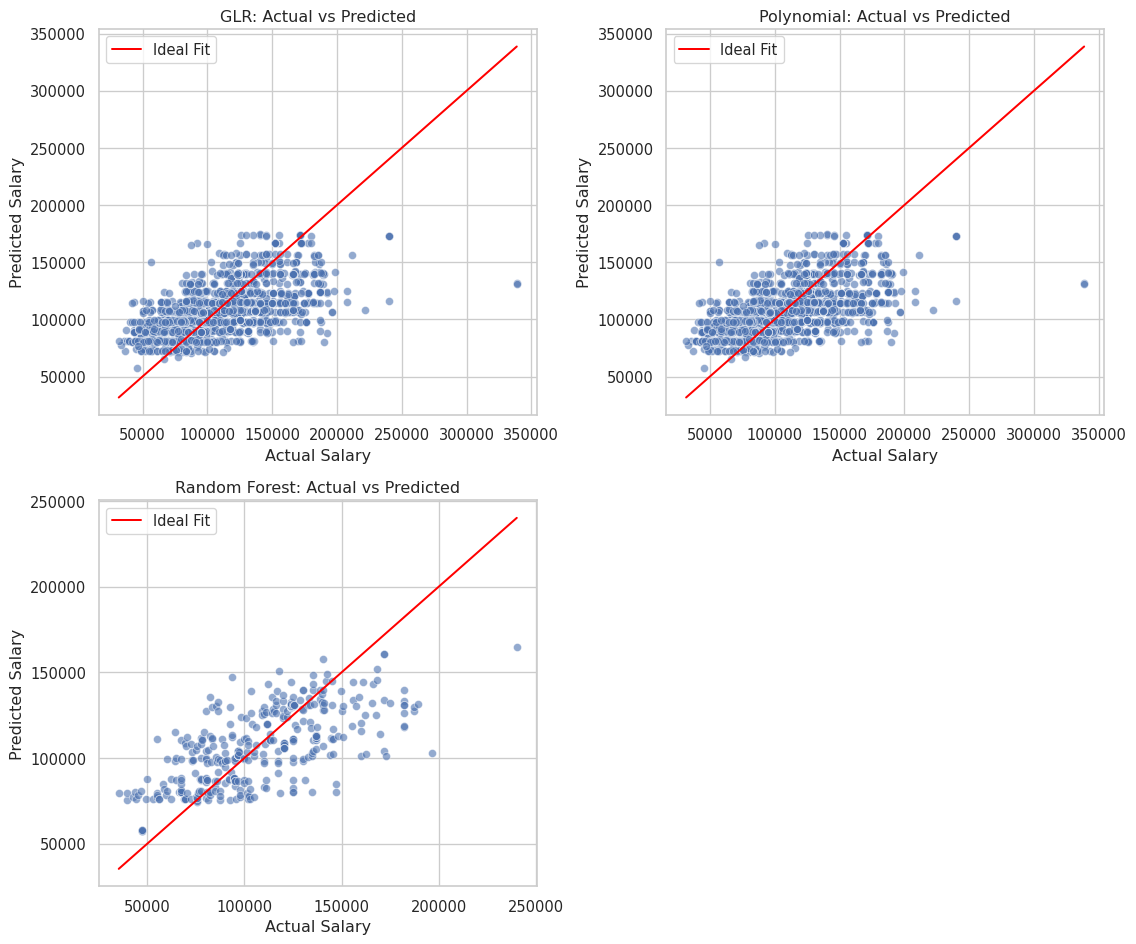 GLR: Actual vs Predicted
Ideal Fit
350000
300000
250000
200000
150000
100000
50000
Predicted Salary
50000 100000 150000 200000 250000 300000 350000
Actual Salary
Polynomial: Actual vs Predicted
Ideal Fit
350000
300000
250000
200000
150000
100000
50000
Predicted Salary
50000 100000 150000 200000 250000 300000 350000
Actual Salary
Random Forest: Actual vs Predicted
Ideal Fit
250000
200000
150000
100000
50000
Predicted Salary
50000 100000 150000 200000 250000
Actual Salary